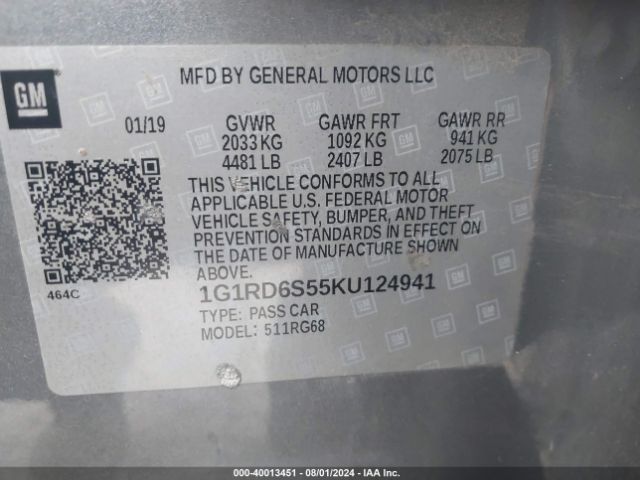 GM
MFD BY GENERAL MOTORS LLC
01/19 GVWR GAWR FRT GAWR RR
2033 KG 1092 KG 941 KG
4481 LB 2407 LB 2075 LB
THIS VEHICLE CONFORMS TO ALL
APPLICABLE U.S. FEDERAL MOTOR
VEHICLE SAFETY, BUMPER, AND THEFT
PREVENTION STANDARDS IN EFFECT ON
THE DATE OF MANUFACTURE SHOWN
ABOVE.
464C
1G1RD6S55KU124941
TYPE: PASS CAR
MODEL: 511RG68
000 - 40013451 - 08/01/2024 - IAA Inc.